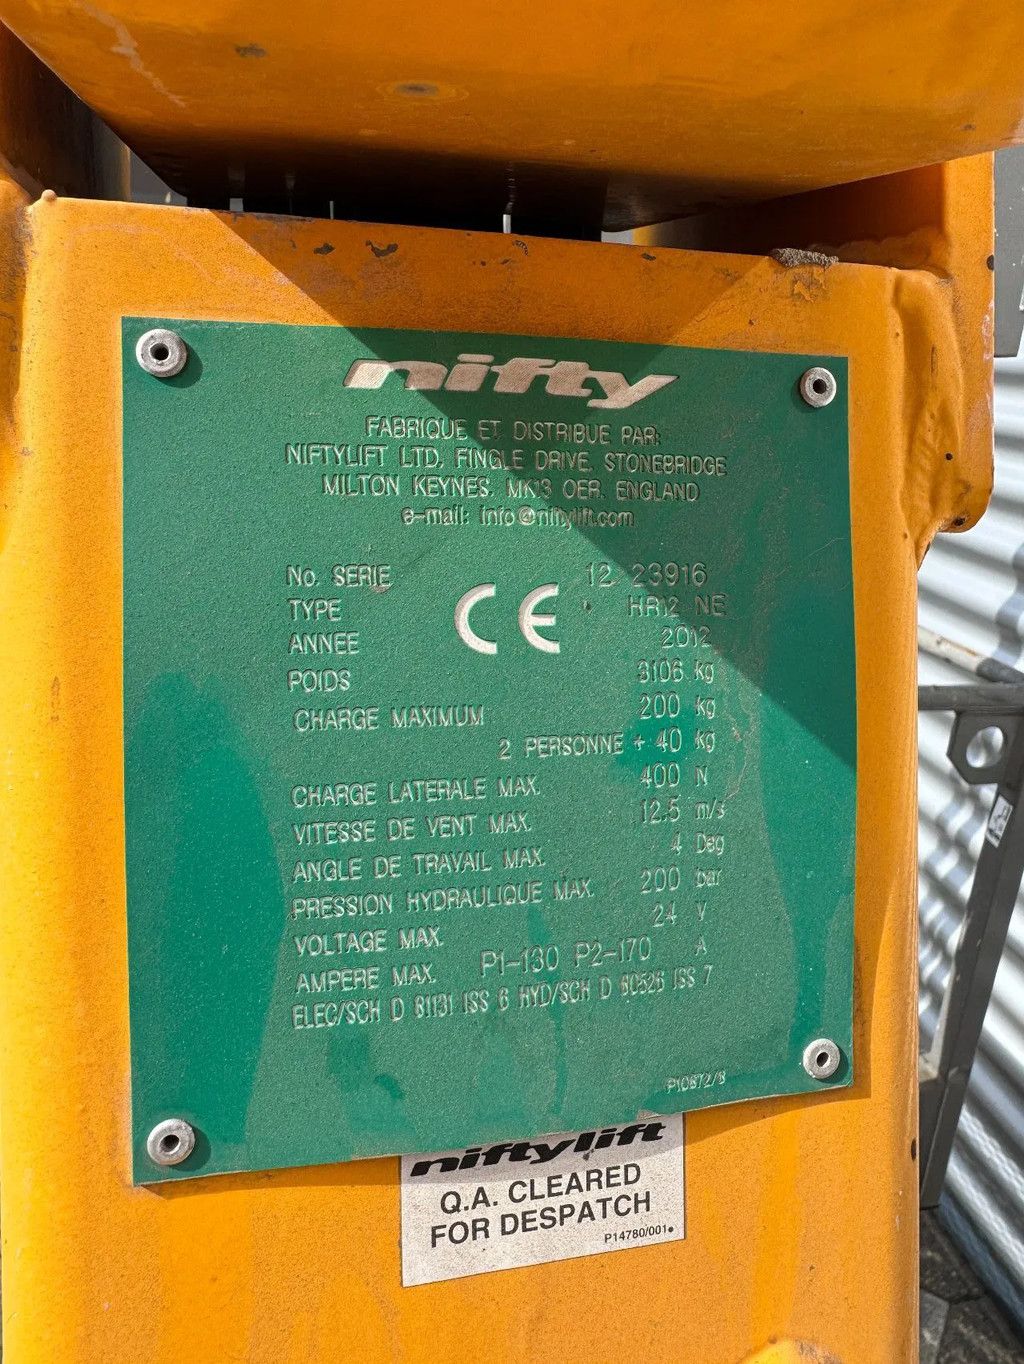 nifty
FABRIQUE ET DISTRIBUE PAR:
NIFTYLIFT LTD, FINGLE DRIVE, STONEBRIDGE
MILTON KEYNES, MK13 OER, ENGLAND
e-mail: info@niftylift.com
No. SERIE 12 23916
TYPE HR12 NE
ANNEE 2012
POIDS 3106 kg
CHARGE MAXIMUM 200 kg
2 PERSONNE + 40 kg
CHARGE LATERALE MAX. 400 N
VITESSE DE VENT MAX. 12.5 m/s
ANGLE DE TRAVAIL MAX. 4 Deg
PRESSION HYDRAULIQUE MAX. 200 bar
VOLTAGE MAX. 24 V
AMPERE MAX. P1-130 P2-170 A
ELEC/SCH D 81131 ISS 6 HYD/SCH D 80526 ISS 7
P10872/8
CE
niftylift
Q.A. CLEARED
FOR DESPATCH
P14780/001